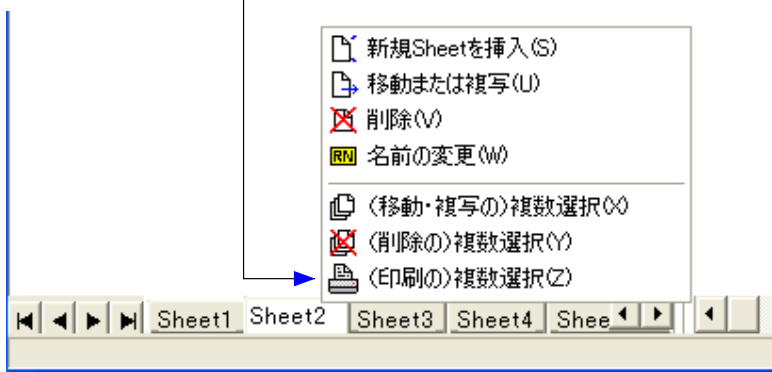 新規Sheetを挿入(S)
移動または複写(U)
削除(V)
RN 名前の変更(W)
(移動・複写の)複数選択(X)
(削除の)複数選択(Y)
(印刷の)複数選択(Z)
Sheet1 Sheet2 Sheet3 Sheet4 Shee